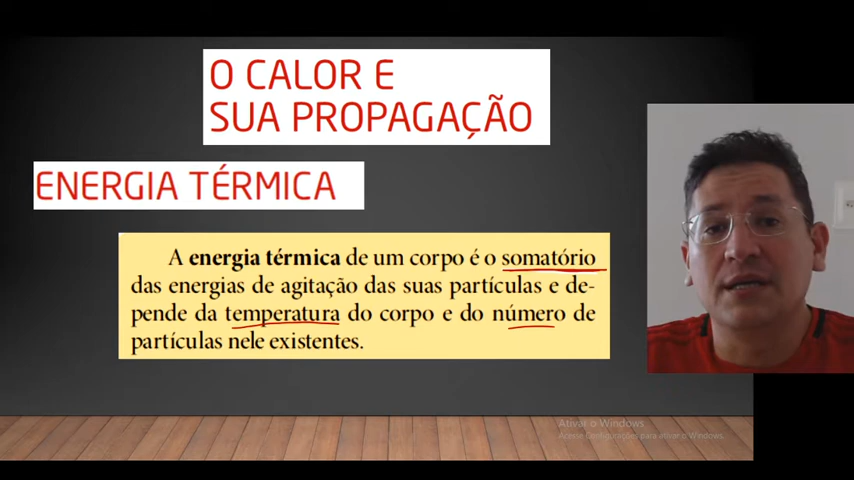 O CALOR E
SUA PROPAGAÇÃO
ENERGIA TÉRMICA
A energia térmica de um corpo é o somatório
das energias de agitação das suas partículas e de-
pende da temperatura do corpo e do número de
partículas nele existentes.
Ativar o Windows
Acesse Configurações para ativar o Windows.